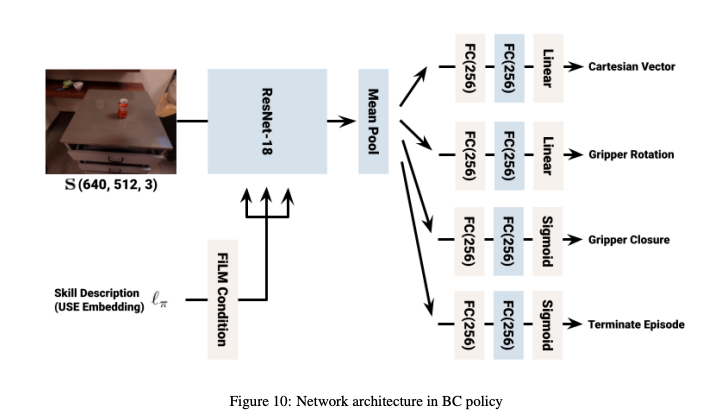 S (640, 512, 3)
ResNet-18
Mean Pool
FC(256)
FC(256)
Linear
Cartesian Vector
FC(256)
FC(256)
Linear
Gripper Rotation
FC(256)
FC(256)
Sigmoid
Gripper Closure
FC(256)
FC(256)
Sigmoid
Terminate Episode
Skill Description
(USE Embedding) ℓπ
FiLM Condition
Figure 10: Network architecture in BC policy